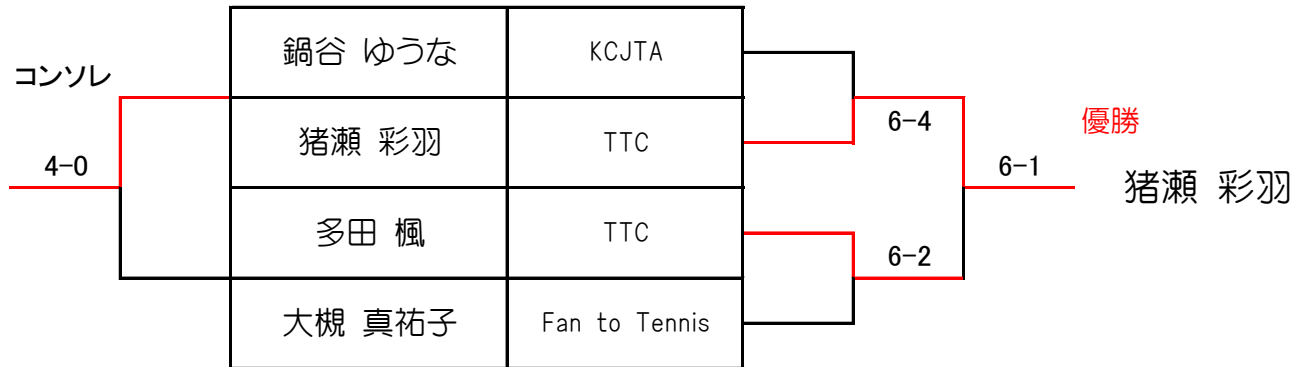 コンソレ
4-0
鍋谷 ゆうな KCJTA
猪瀬 彩羽 TTC
多田 楓 TTC
大槻 真祐子 Fan to Tennis
6-4
6-2
6-1
優勝
猪瀬 彩羽